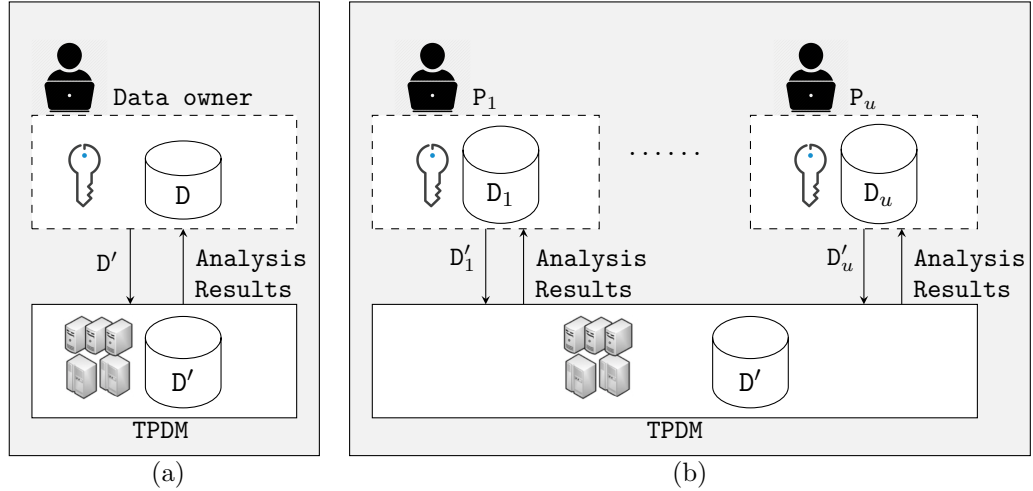 Data owner
D
D′
Analysis
Results
D′
TPDM
(a)
P₁
Pᵤ
......
D₁
Dᵤ
D′₁
Analysis
Results
D′ᵤ
Analysis
Results
D′
TPDM
(b)